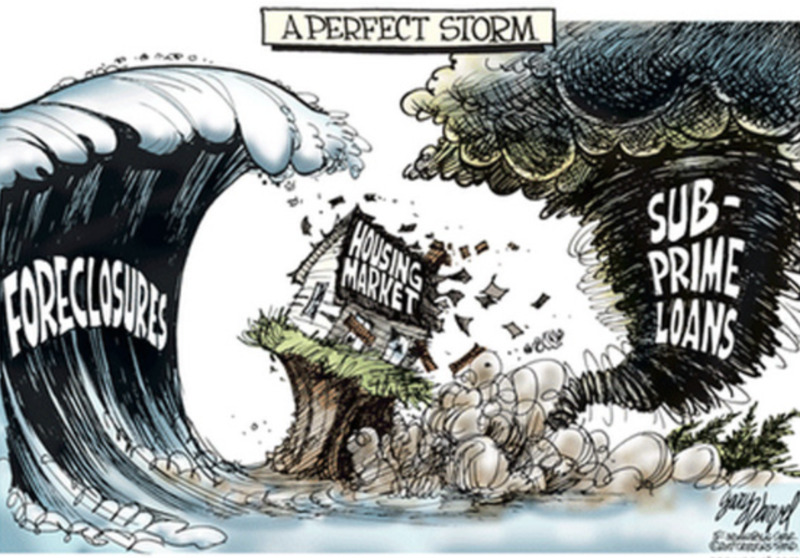 A PERFECT STORM
FORECLOSURES
HOUSING
MARKET
SUB-
PRIME
LOANS